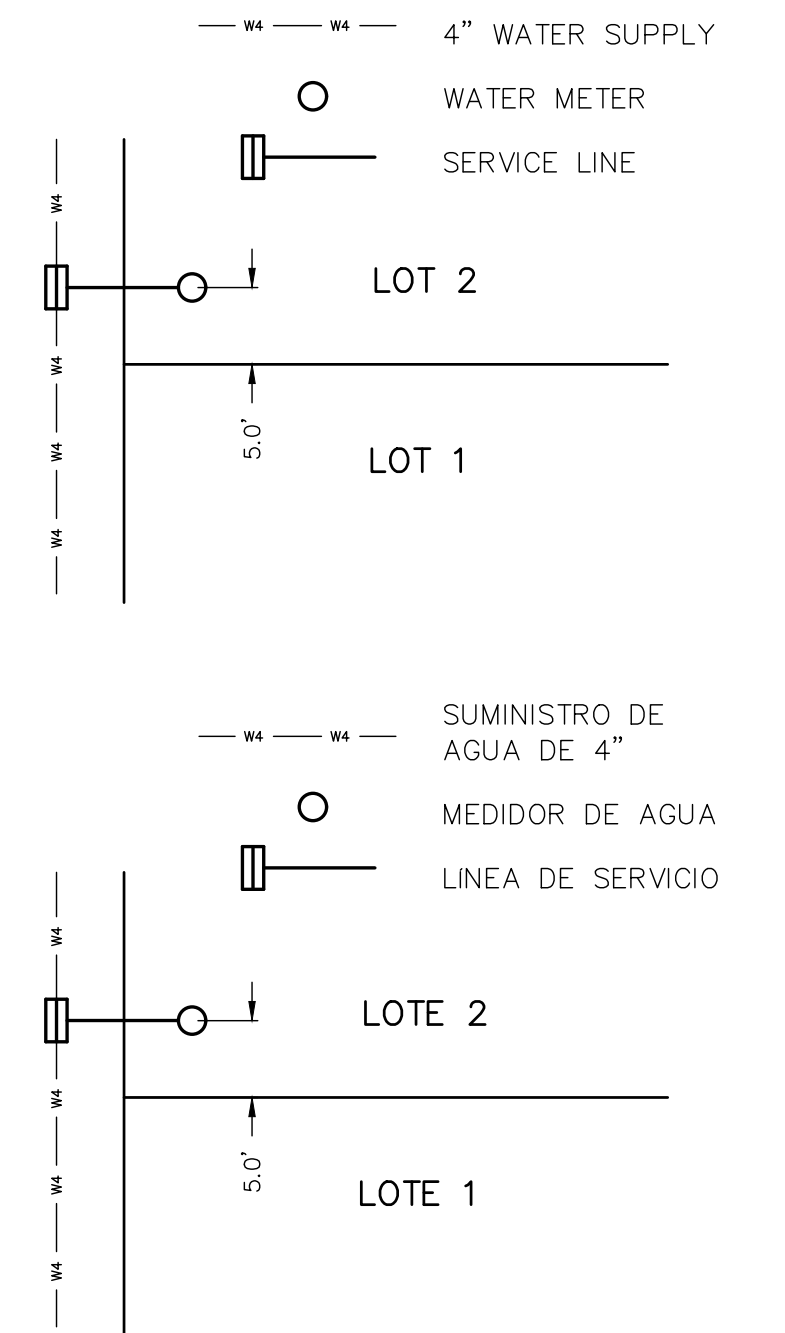 W4 W4 4” WATER SUPPLY
WATER METER
SERVICE LINE
W4
LOT 2
W4
5.0’
W4
LOT 1
W4
SUMINISTRO DE
W4 W4
AGUA DE 4”
MEDIDOR DE AGUA
LíNEA DE SERVICIO
W4
LOTE 2
W4
5.0’
W4
LOTE 1
W4